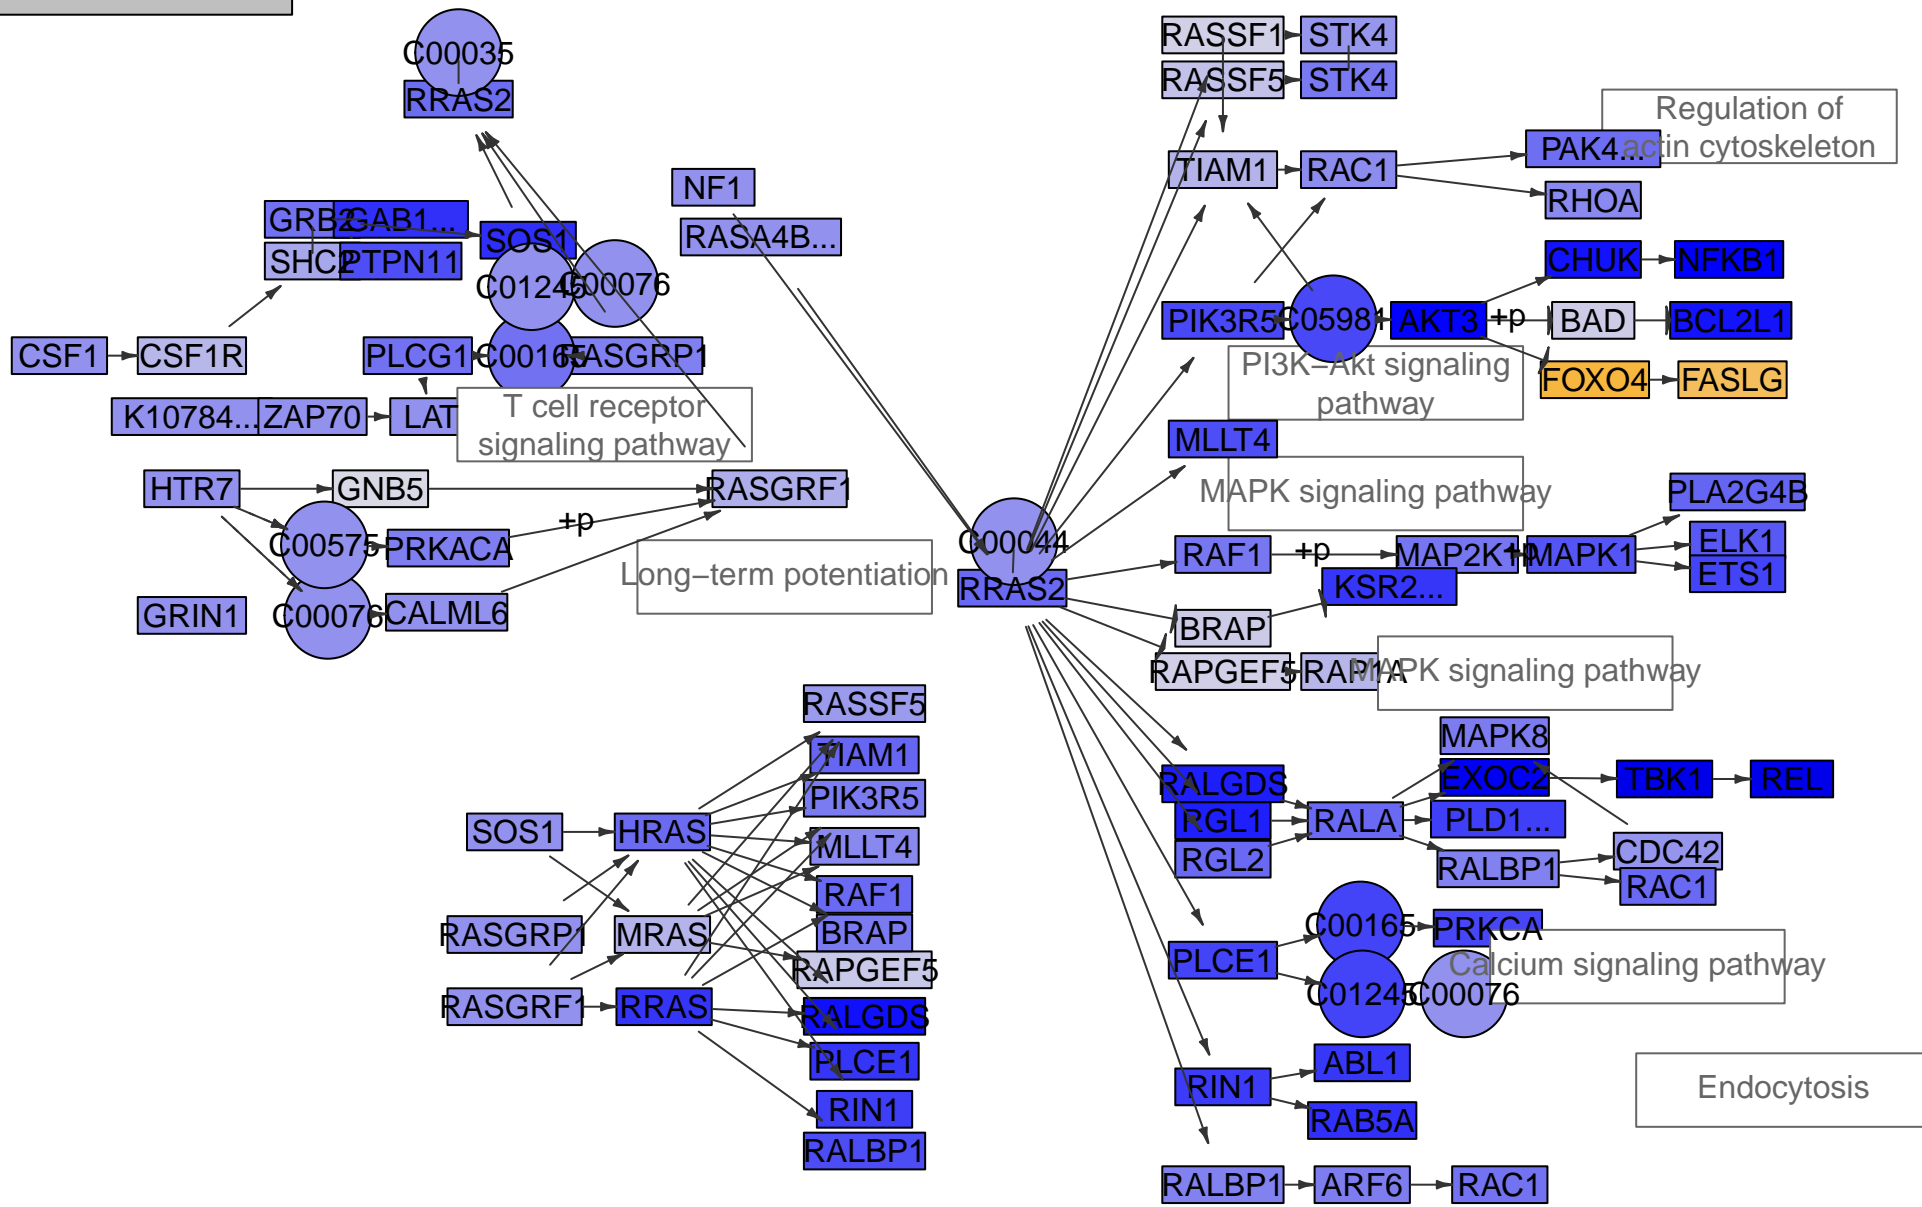 C00035
RRAS2
NF1
RASA4B...
GRB2
GAB1...
SOS1
SHC2
PTPN11
C01245
C00076
CSF1
CSF1R
PLCG1
C00165
RASGRP1
K10784...
ZAP70
LAT
T cell receptor
signaling pathway
HTR7
GNB5
RASGRF1
+p
C00575
PRKACA
GRIN1
C00076
CALML6
Long−term potentiation
C00044
RRAS2
RASSF1
STK4
RASSF5
STK4
Regulation of
actin cytoskeleton
TIAM1
RAC1
PAK4...
RHOA
CHUK
NFKB1
PIK3R5
C05981
AKT3
+p
BAD
BCL2L1
FOXO4
FASLG
PI3K−Akt signaling
pathway
MLLT4
MAPK signaling pathway
PLA2G4B
RAF1
+p
MAP2K1
+p
MAPK1
ELK1
ETS1
KSR2...
BRAP
RAPGEF5
RAP1A
MAPK signaling pathway
MAPK8
RALGDS
EXOC2
TBK1
REL
RGL1
RALA
PLD1...
RGL2
RALBP1
CDC42
RAC1
C00165
PRKCA
PLCE1
Calcium signaling pathway
C01245
C00076
ABL1
RIN1
RAB5A
Endocytosis
RALBP1
ARF6
RAC1
RASSF5
TIAM1
PIK3R5
SOS1
HRAS
MLLT4
RAF1
RASGRP1
MRAS
BRAP
RAPGEF5
RASGRF1
RRAS
RALGDS
PLCE1
RIN1
RALBP1